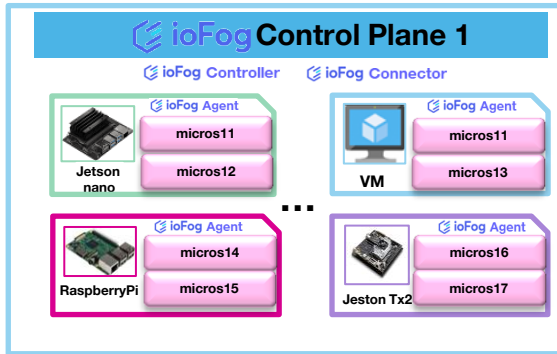 ioFog Control Plane 1
ioFog Controller
ioFog Connector
ioFog Agent
micros11
micros12
Jetson
nano
ioFog Agent
micros11
micros13
VM
...
ioFog Agent
micros14
micros15
RaspberryPi
ioFog Agent
micros16
micros17
Jeston Tx2